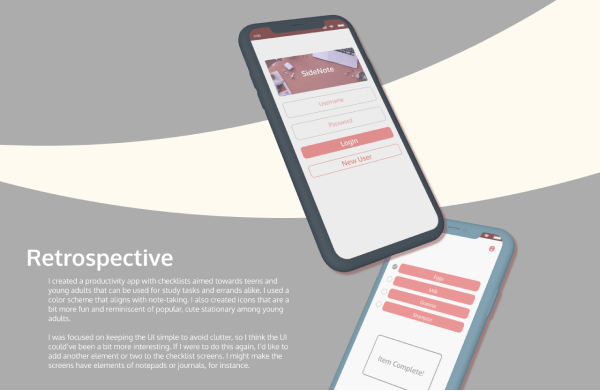 SideNote
Username
Password
Login
New User
Retrospective
I created a productivity app with checklists aimed towards teens and
young adults that can be used for study tasks and errands alike. I used a
color scheme that aligns with note-taking. I also created icons that are a
bit more fun and reminiscent of popular, cute stationary among young
adults.
I was focused on keeping the UI simple to avoid clutter, so I think the UI
could've been a bit more interesting. If I were to do this again, I'd like to
add another element or two to the checklist screens. I might make the
screens have elements of notepads or journals, for instance.
Eggs
Milk
Granola
Shampoo
Item Complete!